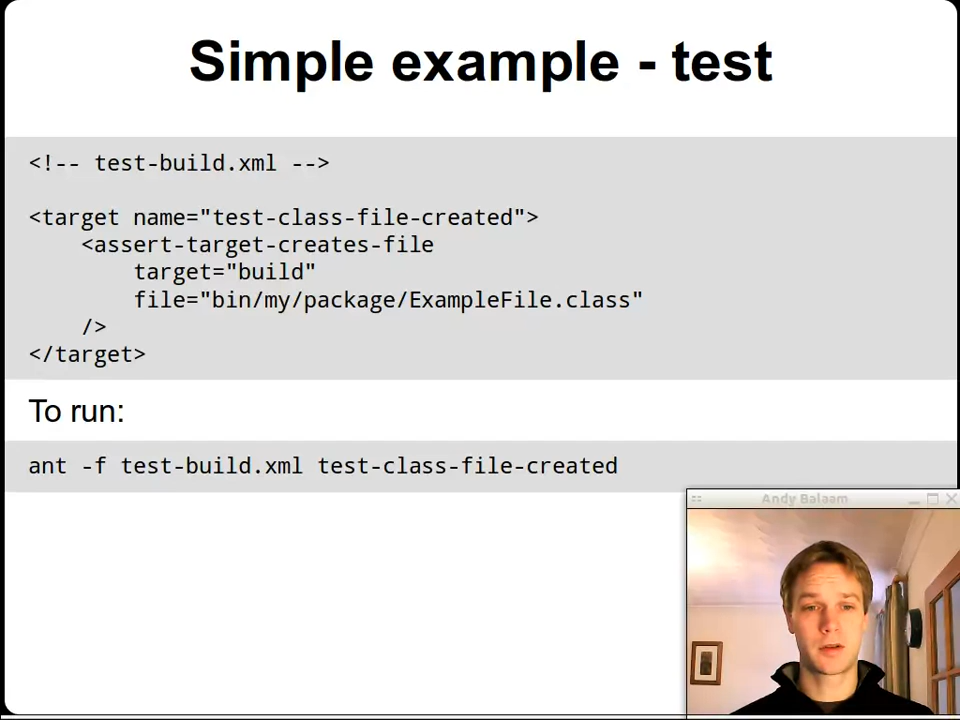 Simple example - test
<!-- test-build.xml -->
<target name="test-class-file-created">
    <assert-target-creates-file
        target="build"
        file="bin/my/package/ExampleFile.class"
    />
</target>
To run:
ant -f test-build.xml test-class-file-created
Andy Balaam